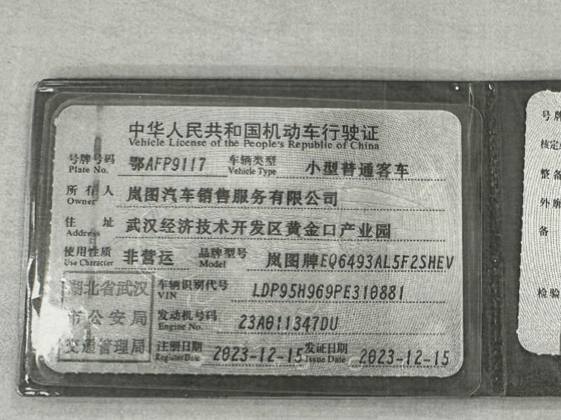 中华人民共和国机动车行驶证
Vehicle License of the People's Republic of China
号牌号码 鄂AFP9117 车辆类型 小型普通客车
Plate No. Vehicle Type
所有人 岚图汽车销售服务有限公司
Owner
住址 武汉经济技术开发区黄金口产业园
Address
使用性质 非营运 品牌型号 岚图牌EQ6493AL5F2SHEV
Use Character Model
湖北省武汉 车辆识别代号 LDP95H969PE310881
VIN
市公安局 发动机号码 23A011347DU
Engine No.
交通管理局 注册日期 2023-12-15 发证日期 2023-12-15
Register Date Issue Date
号牌
核定
整备
外廓
备
检验